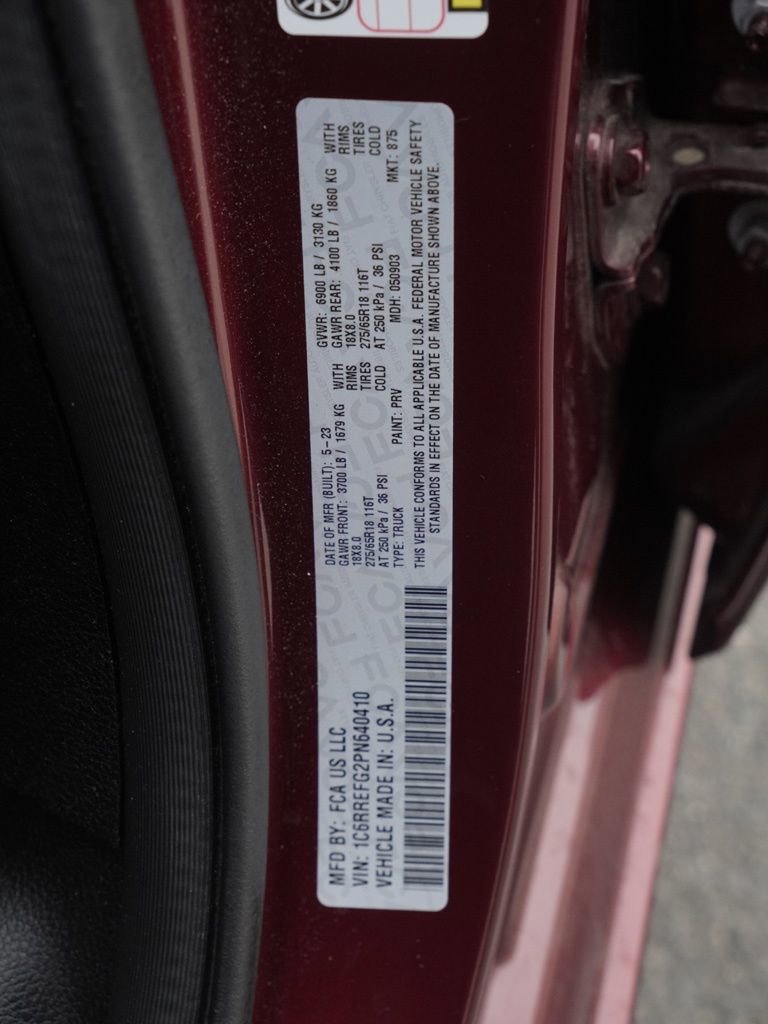 MFD BY: FCA US LLC
VIN: 1C6RREFG2PN640410
VEHICLE MADE IN: U.S.A.
DATE OF MFR (BUILT): 5-23 GVWR: 6900 LB / 3130 KG
GAWR FRONT: 3700 LB / 1679 KG WITH GAWR REAR: 4100 LB / 1860 KG WITH
18X8.0 RIMS 18X8.0 RIMS
275/65R18 116T TIRES 275/65R18 116T TIRES
AT 250 kPa / 36 PSI COLD AT 250 kPa / 36 PSI COLD
TYPE: TRUCK PAINT: PRV MDH: 050903 MKT: 875
THIS VEHICLE CONFORMS TO ALL APPLICABLE U.S.A. FEDERAL MOTOR VEHICLE SAFETY
STANDARDS IN EFFECT ON THE DATE OF MANUFACTURE SHOWN ABOVE.